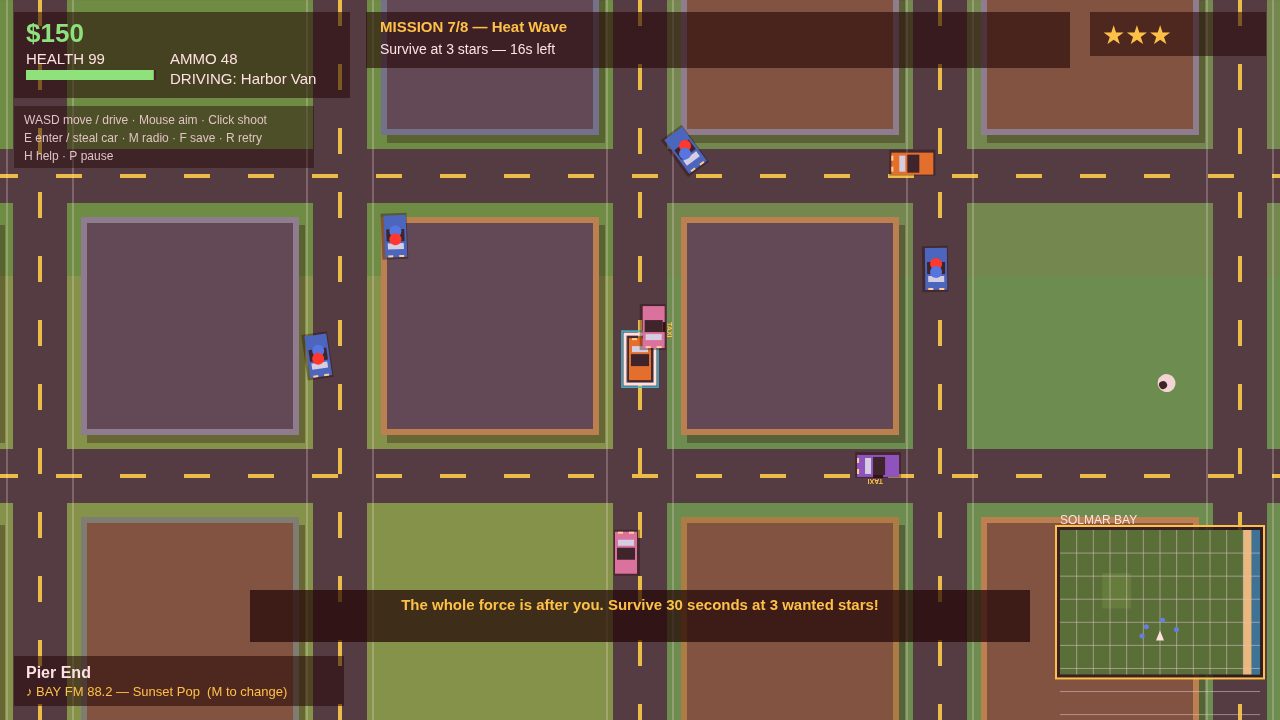 $150
HEALTH 99
AMMO 48
DRIVING: Harbor Van
MISSION 7/8 — Heat Wave
Survive at 3 stars — 16s left
★★★
WASD move / drive · Mouse aim · Click shoot
E enter / steal car · M radio · F save · R retry
H help · P pause
TAXI
TAXI
SOLMAR BAY
The whole force is after you. Survive 30 seconds at 3 wanted stars!
Pier End
♪ BAY FM 88.2 — Sunset Pop (M to change)